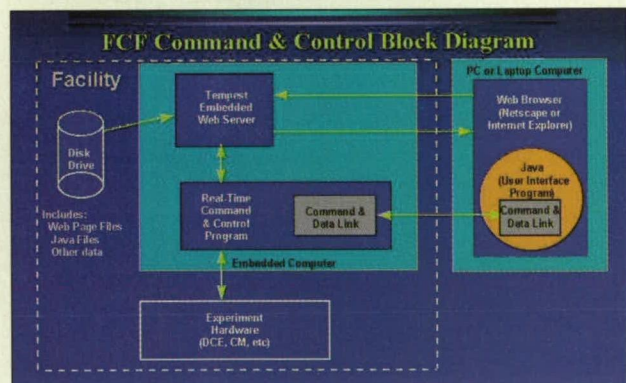 FCF Command & Control Block Diagram
Facility
Disk
Drive
Includes:
Web Page Files
Java Files
Other data
Tempest
Embedded
Web Server
Real-Time
Command
& Control
Program
Command &
Data Link
Embedded Computer
Experiment
Hardware
(DCE, CM, etc)
PC or Laptop Computer
Web Browser
(Netscape or
Internet Explorer)
Java
(User Interface
Program)
Command &
Data Link